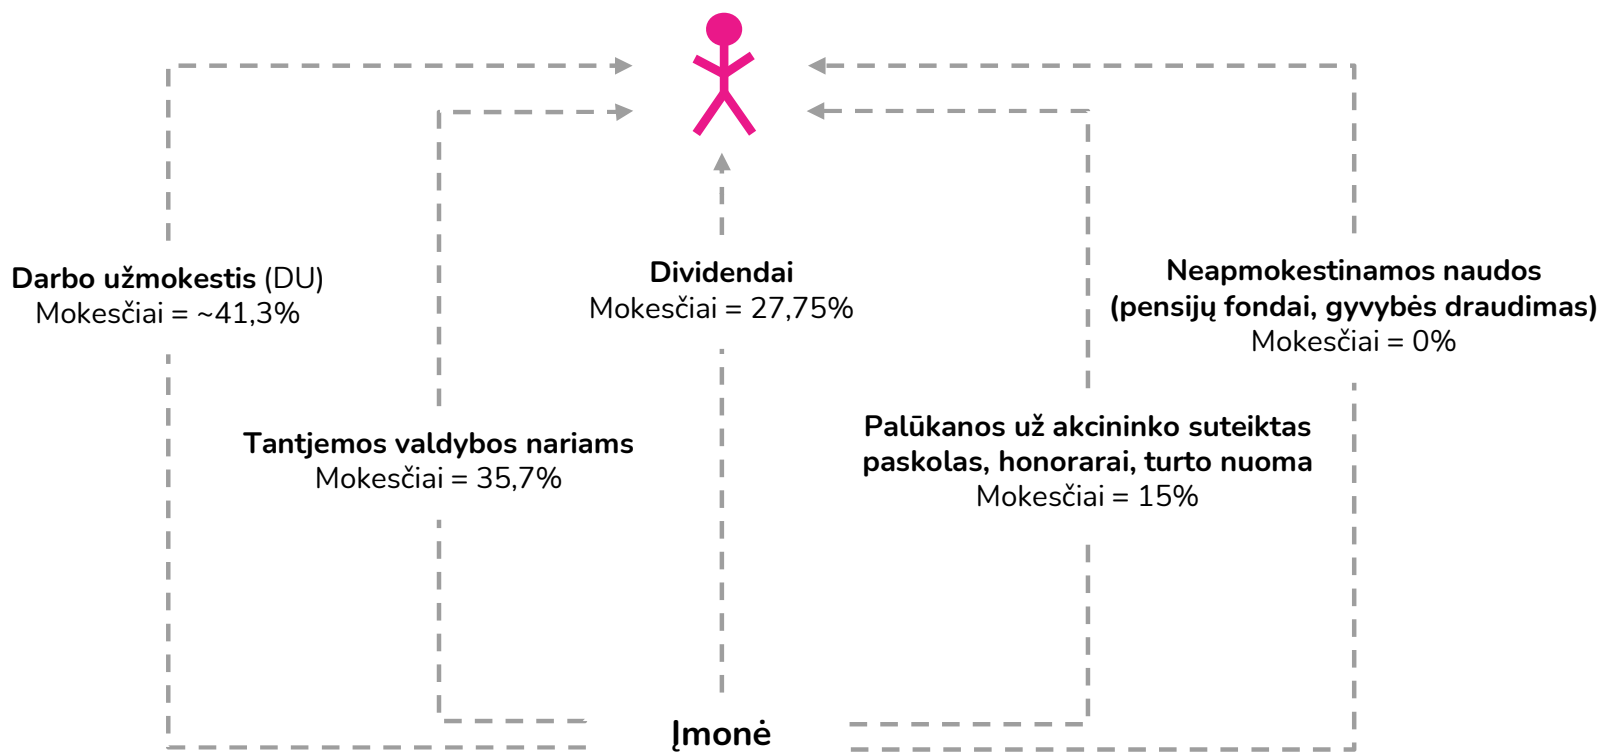 Darbo užmokestis (DU)
Mokesčiai = ~41,3%
Tantjemos valdybos nariams
Mokesčiai = 35,7%
Dividendai
Mokesčiai = 27,75%
Palūkanos už akcininko suteiktas
paskolas, honorarai, turto nuoma
Mokesčiai = 15%
Neapmokestinamos naudos
(pensijų fondai, gyvybės draudimas)
Mokesčiai = 0%
Įmonė